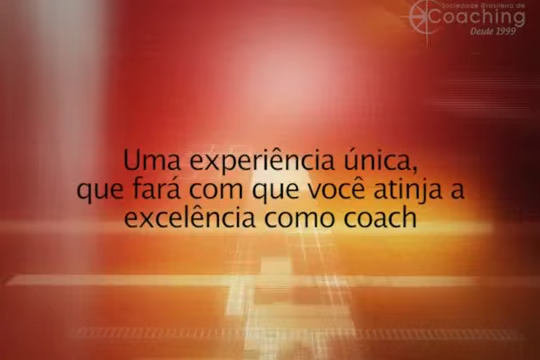 Sociedade Brasileira de
Coaching
Desde 1999
Uma experiência única,
que fará com que você atinja a
excelência como coach